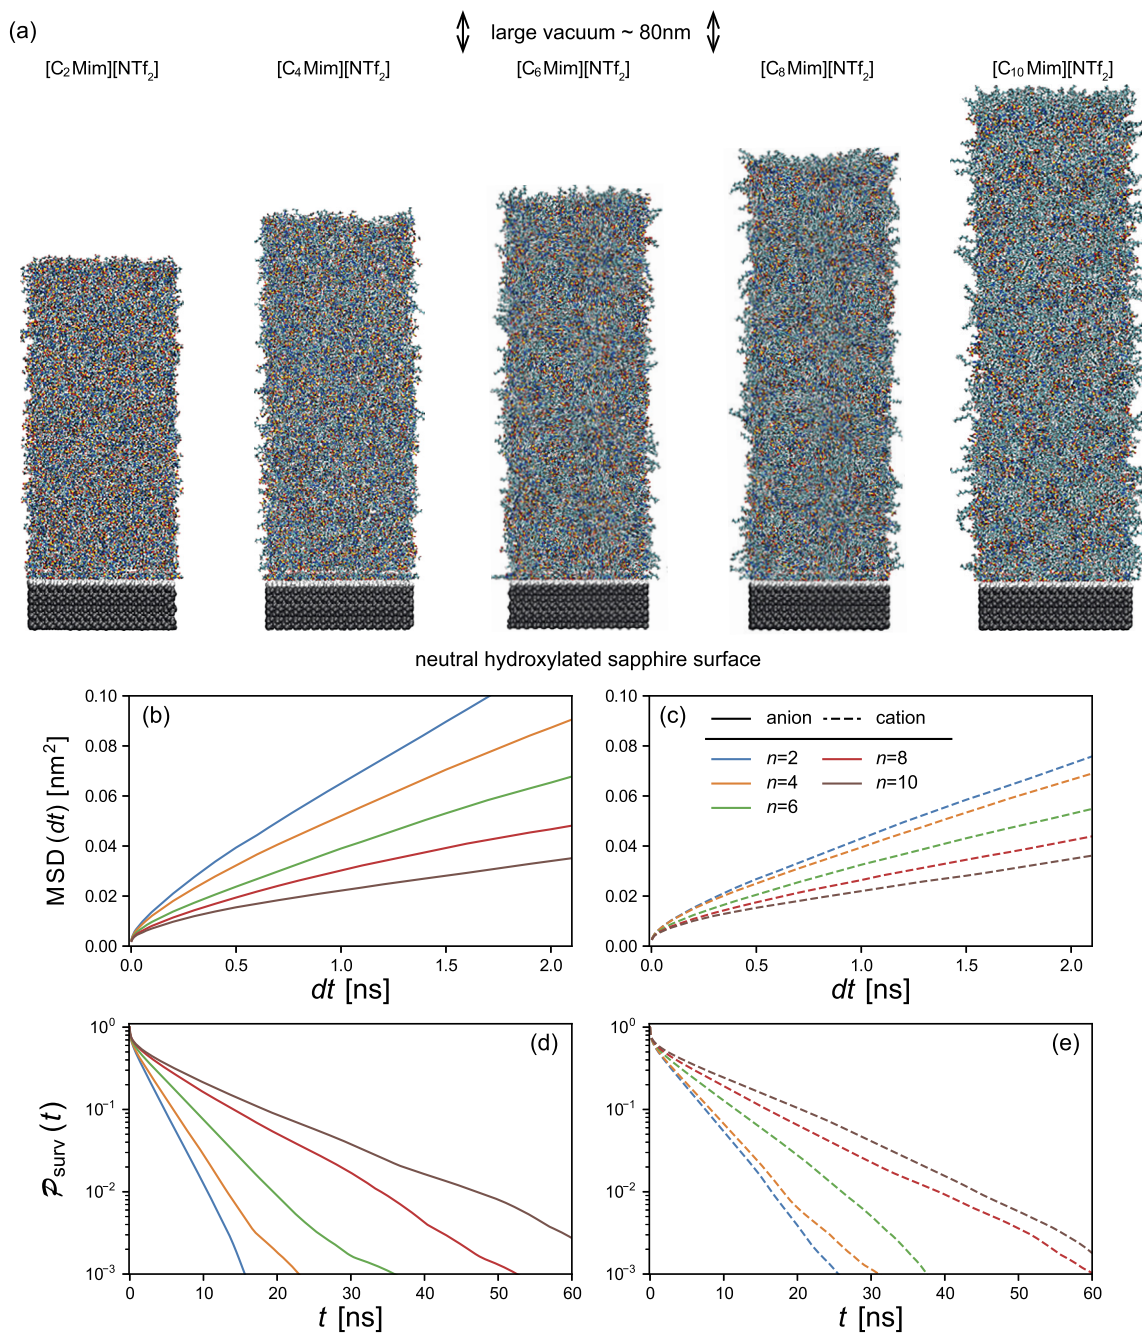 (a)
large vacuum ~ 80nm
[C₂Mim][NTf₂]
[C₄Mim][NTf₂]
[C₆Mim][NTf₂]
[C₈Mim][NTf₂]
[C₁₀Mim][NTf₂]
neutral hydroxylated sapphire surface
(b)
MSD (dt) [nm²]
0.10
0.08
0.06
0.04
0.02
0.00
0.0 0.5 1.0 1.5 2.0
dt [ns]
(c)
anion cation
n=2 n=8
n=4 n=10
n=6
0.10
0.08
0.06
0.04
0.02
0.00
0.0 0.5 1.0 1.5 2.0
dt [ns]
(d)
𝒫surv (t)
10⁰
10⁻¹
10⁻²
10⁻³
0 10 20 30 40 50 60
t [ns]
(e)
10⁰
10⁻¹
10⁻²
10⁻³
0 10 20 30 40 50 60
t [ns]